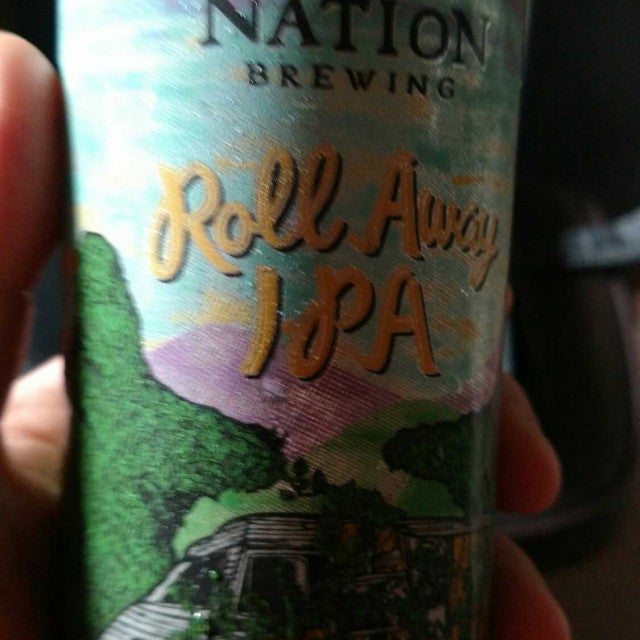 NATION
BREWING
Roll Away
IPA